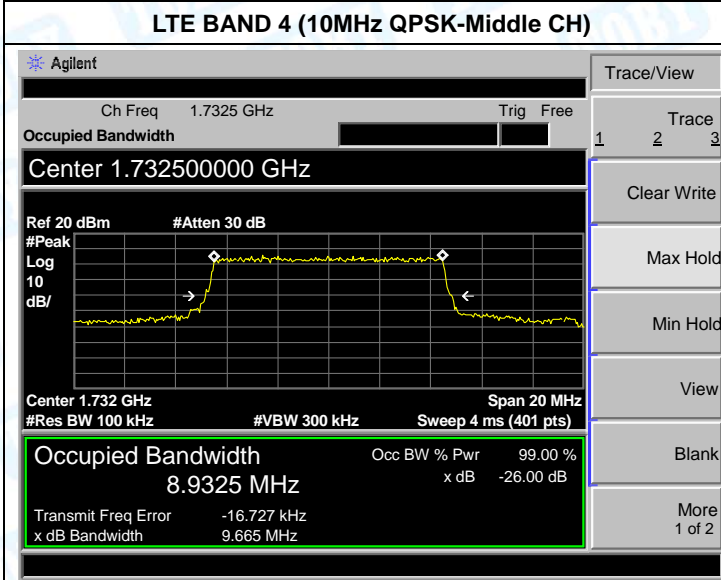 LTE BAND 4 (10MHz QPSK-Middle CH)
Agilent
Trace/View
Ch Freq 1.7325 GHz Trig Free
Occupied Bandwidth
Trace
1 2 3
Center 1.732500000 GHz
Clear Write
Ref 20 dBm #Atten 30 dB
#Peak
Log
10
dB/
Max Hold
Min Hold
Center 1.732 GHz Span 20 MHz
#Res BW 100 kHz #VBW 300 kHz Sweep 4 ms (401 pts)
View
Occupied Bandwidth Occ BW % Pwr 99.00 %
8.9325 MHz x dB -26.00 dB
Blank
Transmit Freq Error -16.727 kHz
x dB Bandwidth 9.665 MHz
More
1 of 2